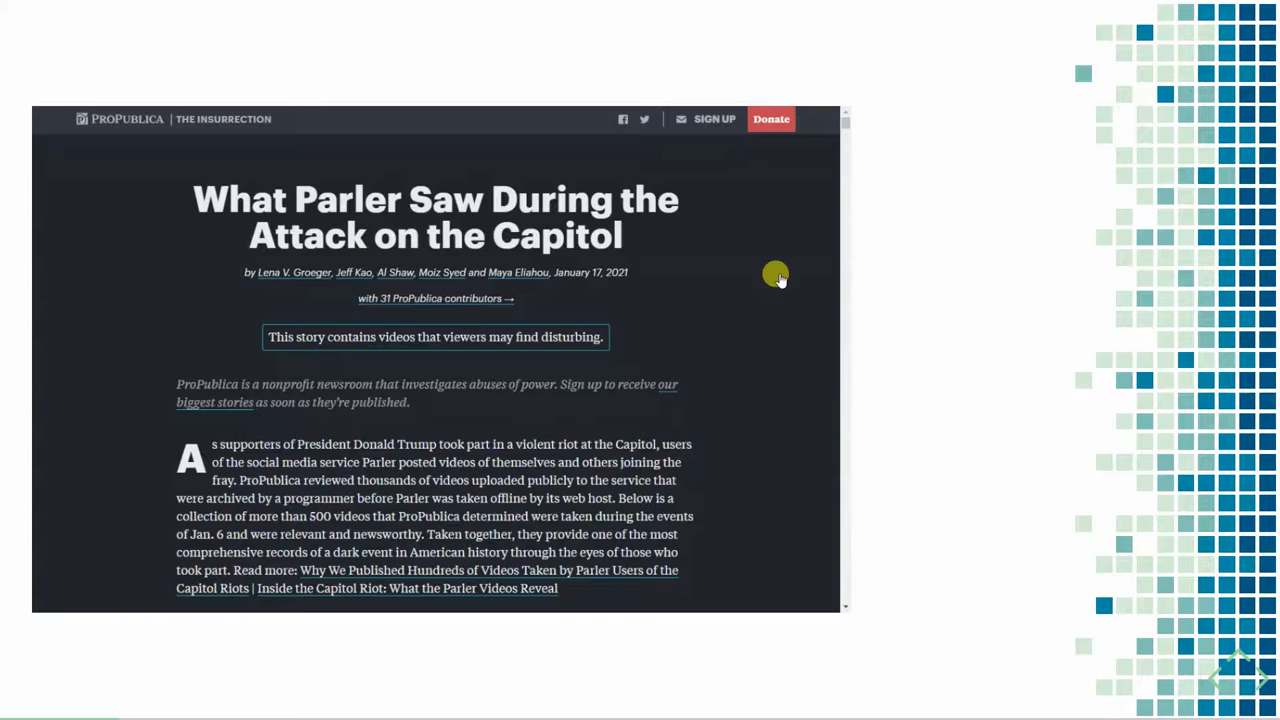 PROPUBLICA | THE INSURRECTION
SIGN UP
Donate
What Parler Saw During the
Attack on the Capitol
by Lena V. Groeger, Jeff Kao, Al Shaw, Moiz Syed and Maya Eliahou, January 17, 2021
with 31 ProPublica contributors →
This story contains videos that viewers may find disturbing.
ProPublica is a nonprofit newsroom that investigates abuses of power. Sign up to receive our
biggest stories as soon as they're published.
As supporters of President Donald Trump took part in a violent riot at the Capitol, users
of the social media service Parler posted videos of themselves and others joining the
fray. ProPublica reviewed thousands of videos uploaded publicly to the service that
were archived by a programmer before Parler was taken offline by its web host. Below is a
collection of more than 500 videos that ProPublica determined were taken during the events
of Jan. 6 and were relevant and newsworthy. Taken together, they provide one of the most
comprehensive records of a dark event in American history through the eyes of those who
took part. Read more: Why We Published Hundreds of Videos Taken by Parler Users of the
Capitol Riots | Inside the Capitol Riot: What the Parler Videos Reveal